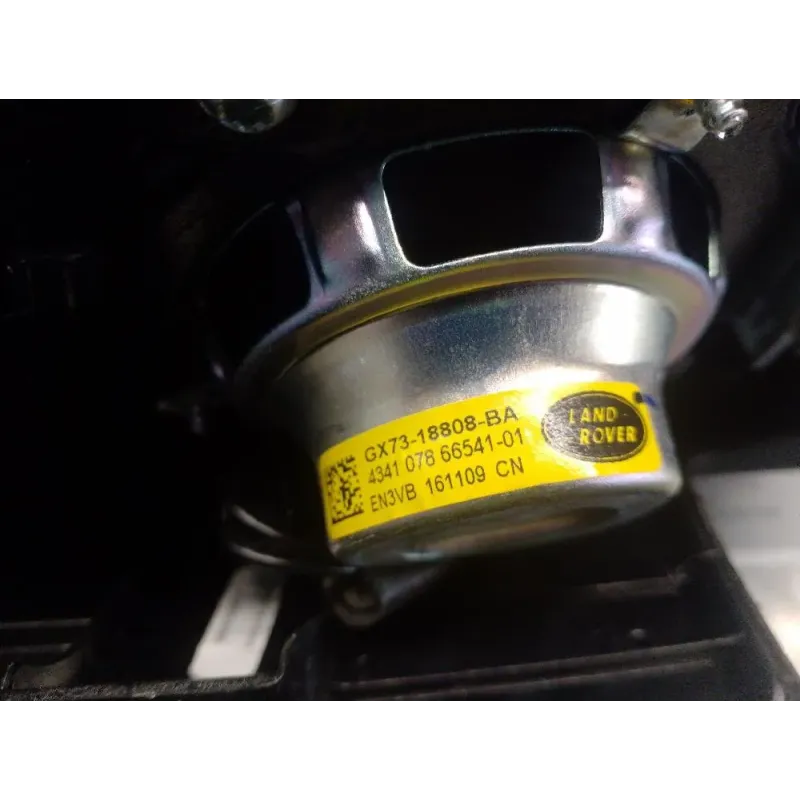 GX73-18808-BA
4341 078 66541-01
EN3VB 161109 CN
LAND-
ROVER